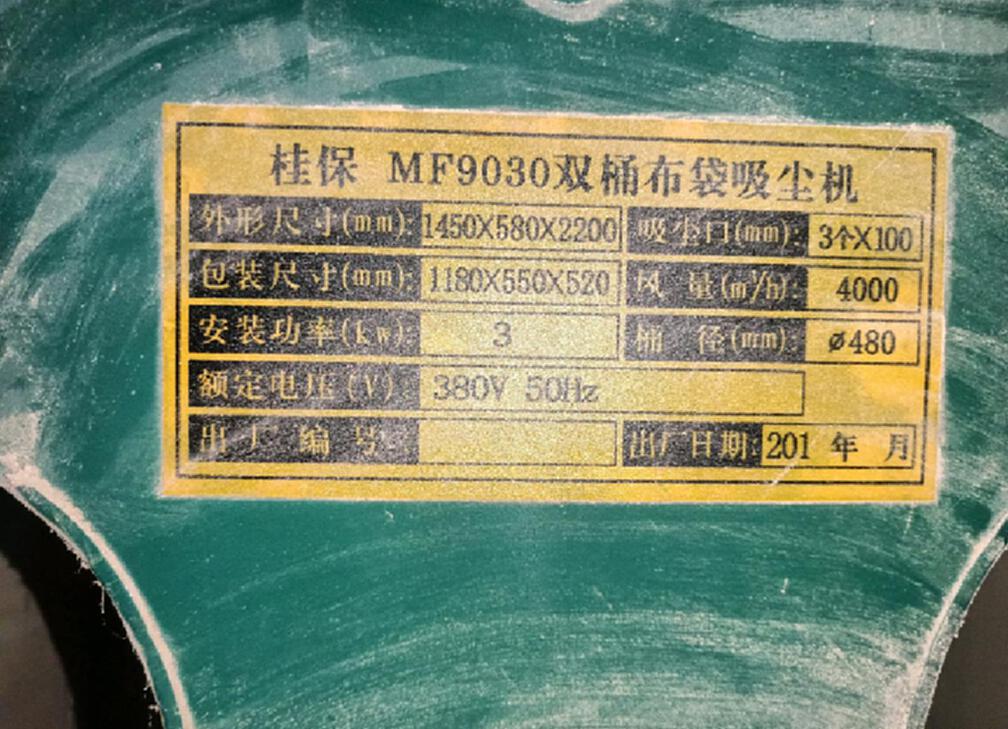 桂保 MF9030双桶布袋吸尘机
外形尺寸(mm): 1450X580X2200 吸尘口(mm): 3个X100
包装尺寸(mm): 1180X550X520 风量(m³/h): 4000
安装功率(kw): 3 桶径(mm): ø480
额定电压(V) 380V 50Hz
出厂编号: 出厂日期: 201 年 月